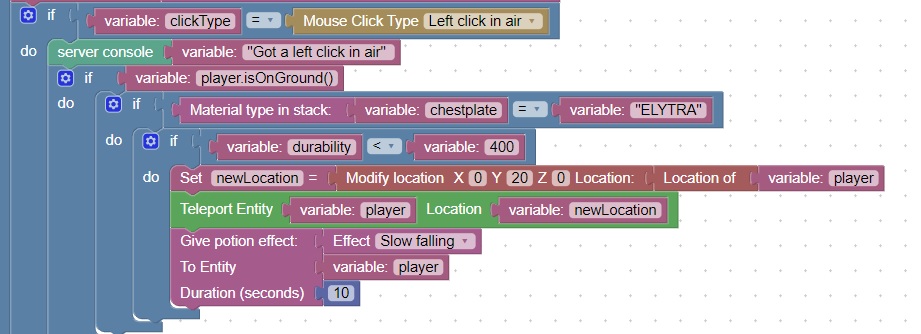 if variable: clickType = Mouse Click Type Left click in air
do server console variable: "Got a left click in air"
if variable: player.isOnGround()
do if Material type in stack: variable: chestplate = variable: "ELYTRA"
do if variable: durability < variable: 400
do Set newLocation = Modify location X 0 Y 20 Z 0 Location: Location of variable: player
Teleport Entity variable: player Location variable: newLocation
Give potion effect: Effect Slow falling
To Entity variable: player
Duration (seconds) 10